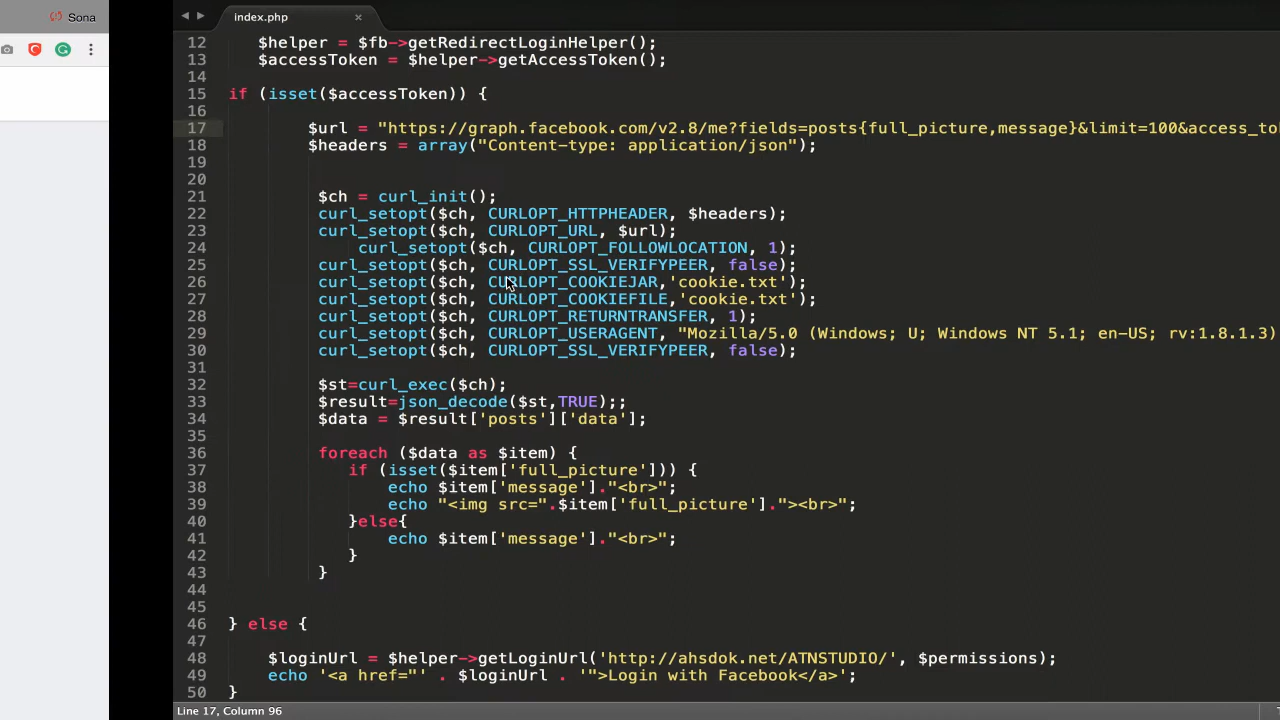 Sona
index.php
12 $helper = $fb->getRedirectLoginHelper();
13 $accessToken = $helper->getAccessToken();
14
15 if (isset($accessToken)) {
16
17 $url = "https://graph.facebook.com/v2.8/me?fields=posts{full_picture,message}&limit=100&access_to
18 $headers = array("Content-type: application/json");
19
20
21 $ch = curl_init();
22 curl_setopt($ch, CURLOPT_HTTPHEADER, $headers);
23 curl_setopt($ch, CURLOPT_URL, $url);
24 curl_setopt($ch, CURLOPT_FOLLOWLOCATION, 1);
25 curl_setopt($ch, CURLOPT_SSL_VERIFYPEER, false);
26 curl_setopt($ch, CURLOPT_COOKIEJAR,'cookie.txt');
27 curl_setopt($ch, CURLOPT_COOKIEFILE,'cookie.txt');
28 curl_setopt($ch, CURLOPT_RETURNTRANSFER, 1);
29 curl_setopt($ch, CURLOPT_USERAGENT, "Mozilla/5.0 (Windows; U; Windows NT 5.1; en-US; rv:1.8.1.3)
30 curl_setopt($ch, CURLOPT_SSL_VERIFYPEER, false);
31
32 $st=curl_exec($ch);
33 $result=json_decode($st,TRUE);;
34 $data = $result['posts']['data'];
35
36 foreach ($data as $item) {
37 if (isset($item['full_picture'])) {
38 echo $item['message']."<br>";
39 echo "<img src=".$item['full_picture']."><br>";
40 }else{
41 echo $item['message']."<br>";
42 }
43 }
44
45
46 } else {
47
48 $loginUrl = $helper->getLoginUrl('http://ahsdok.net/ATNSTUDIO/', $permissions);
49 echo '<a href="' . $loginUrl . '">Login with Facebook</a>';
50 }
Line 17, Column 96